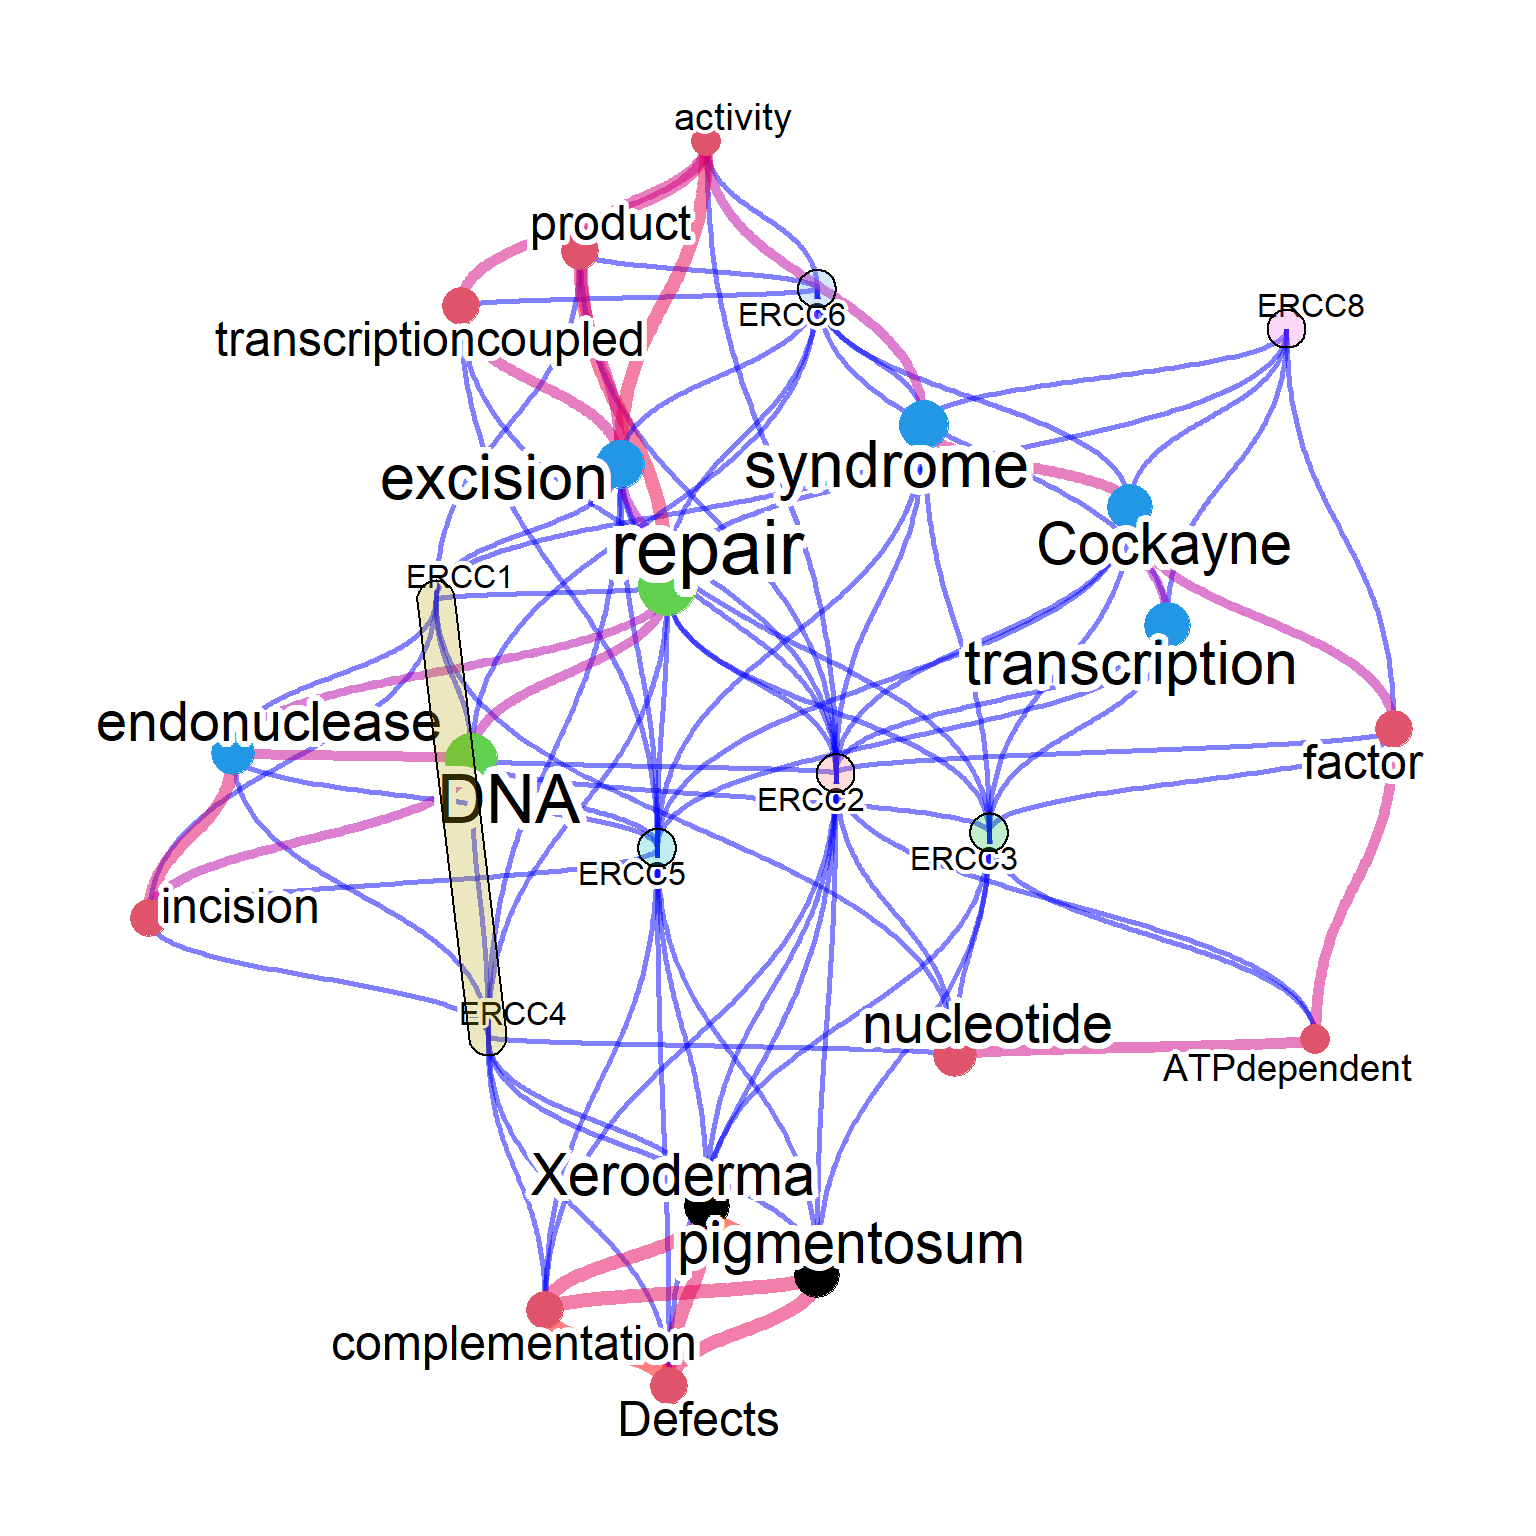 activity
product
ERCC6
ERCC8
transcriptioncoupled
excision
syndrome
repair
Cockayne
ERCC1
transcription
endonuclease
factor
DNA
ERCC2
ERCC5
ERCC3
incision
ERCC4
nucleotide
ATPdependent
Xeroderma
pigmentosum
complementation
Defects